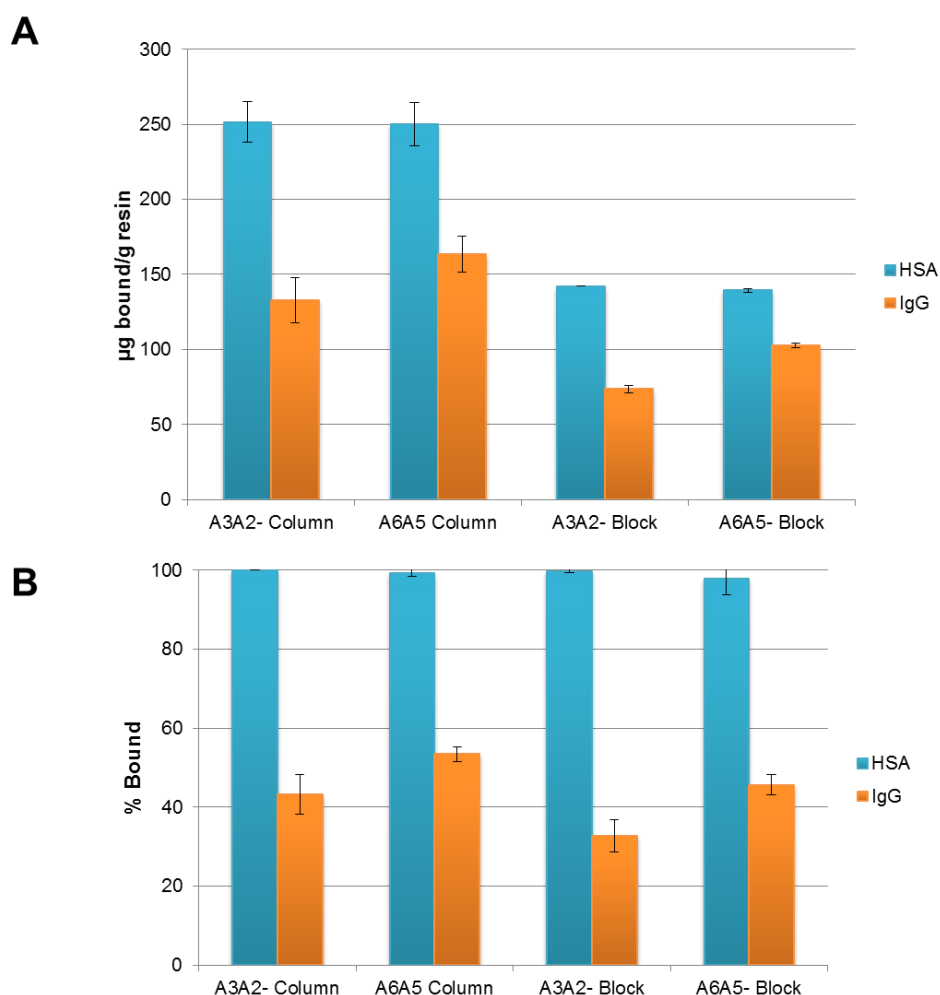 A
300
250
200
150
100
50
0
µg bound/g resin
A3A2- Column A6A5 Column A3A2- Block A6A5- Block
HSA
IgG
B
100
80
60
40
20
0
% Bound
A3A2- Column A6A5 Column A3A2- Block A6A5- Block
HSA
IgG